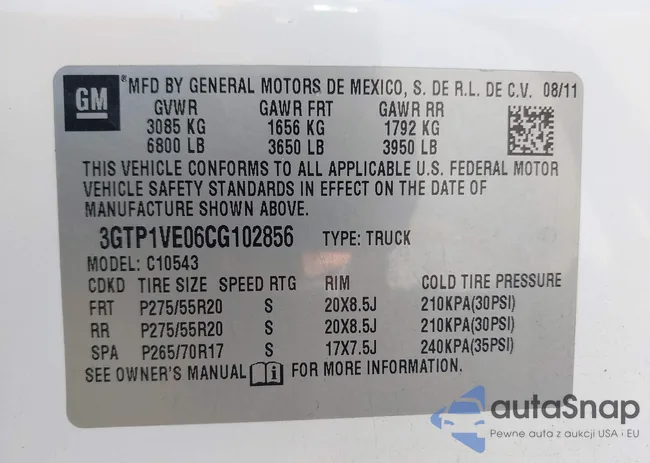 GM
®MFD BY GENERAL MOTORS DE MEXICO, S. DE R.L. DE C.V. 08/11
GVWR GAWR FRT GAWR RR
3085 KG 1656 KG 1792 KG
6800 LB 3650 LB 3950 LB
THIS VEHICLE CONFORMS TO ALL APPLICABLE U.S. FEDERAL MOTOR
VEHICLE SAFETY STANDARDS IN EFFECT ON THE DATE OF
MANUFACTURE SHOWN ABOVE.
3GTP1VE06CG102856 TYPE: TRUCK
MODEL: C10543
CDKD TIRE SIZE SPEED RTG RIM COLD TIRE PRESSURE
FRT P275/55R20 S 20X8.5J 210KPA(30PSI)
RR P275/55R20 S 20X8.5J 210KPA(30PSI)
SPA P265/70R17 S 17X7.5J 240KPA(35PSI)
SEE OWNER'S MANUAL FOR MORE INFORMATION.
autaSnap
Pewne auta z aukcji USA i EU